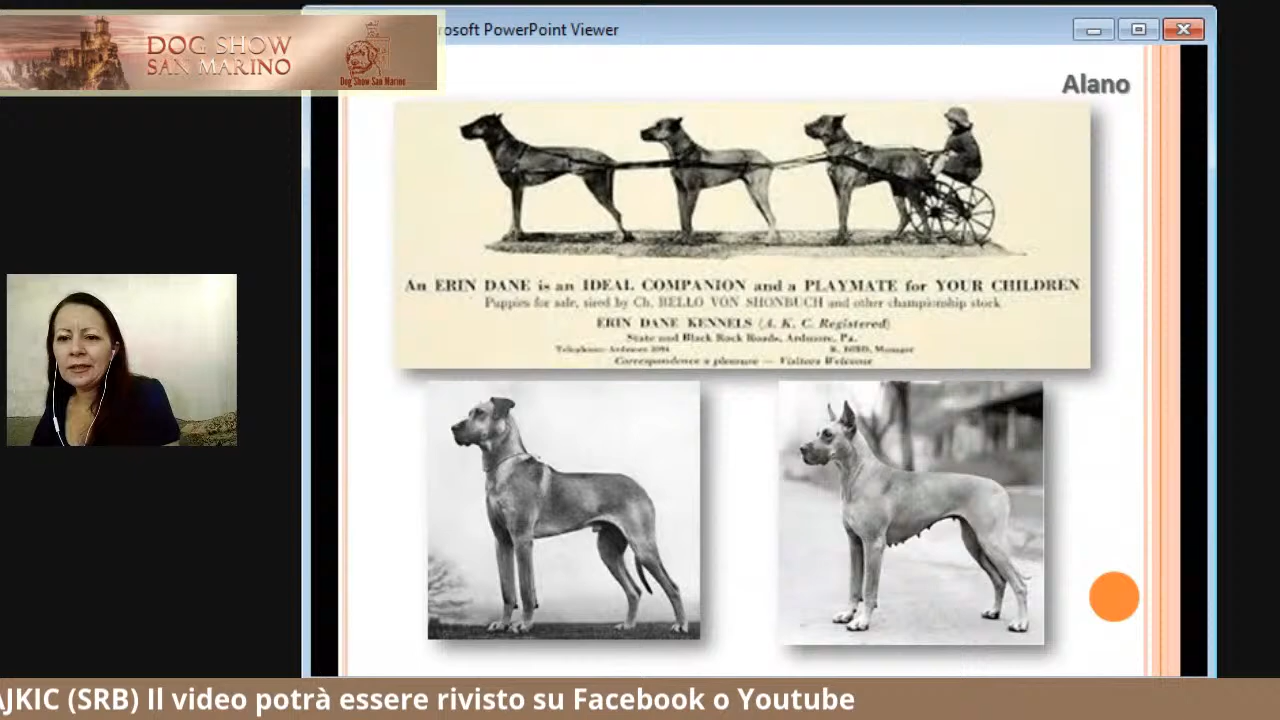 DOG SHOW
SAN MARINO
Dog Show San Marino
rosoft PowerPoint Viewer
Alano
An ERIN DANE is an IDEAL COMPANION and a PLAYMATE for YOUR CHILDREN
Puppies for sale, sired by Ch. BELLO VON SHONBUCH and other championship stock
ERIN DANE KENNELS (A. K. C. Registered)
State and Black Rock Roads, Ardmore, Pa.
Telephone: Ardmore Manager
Correspondence a pleasure — Visitors Welcome
AJKIC (SRB) Il video potrà essere rivisto su Facebook o Youtube